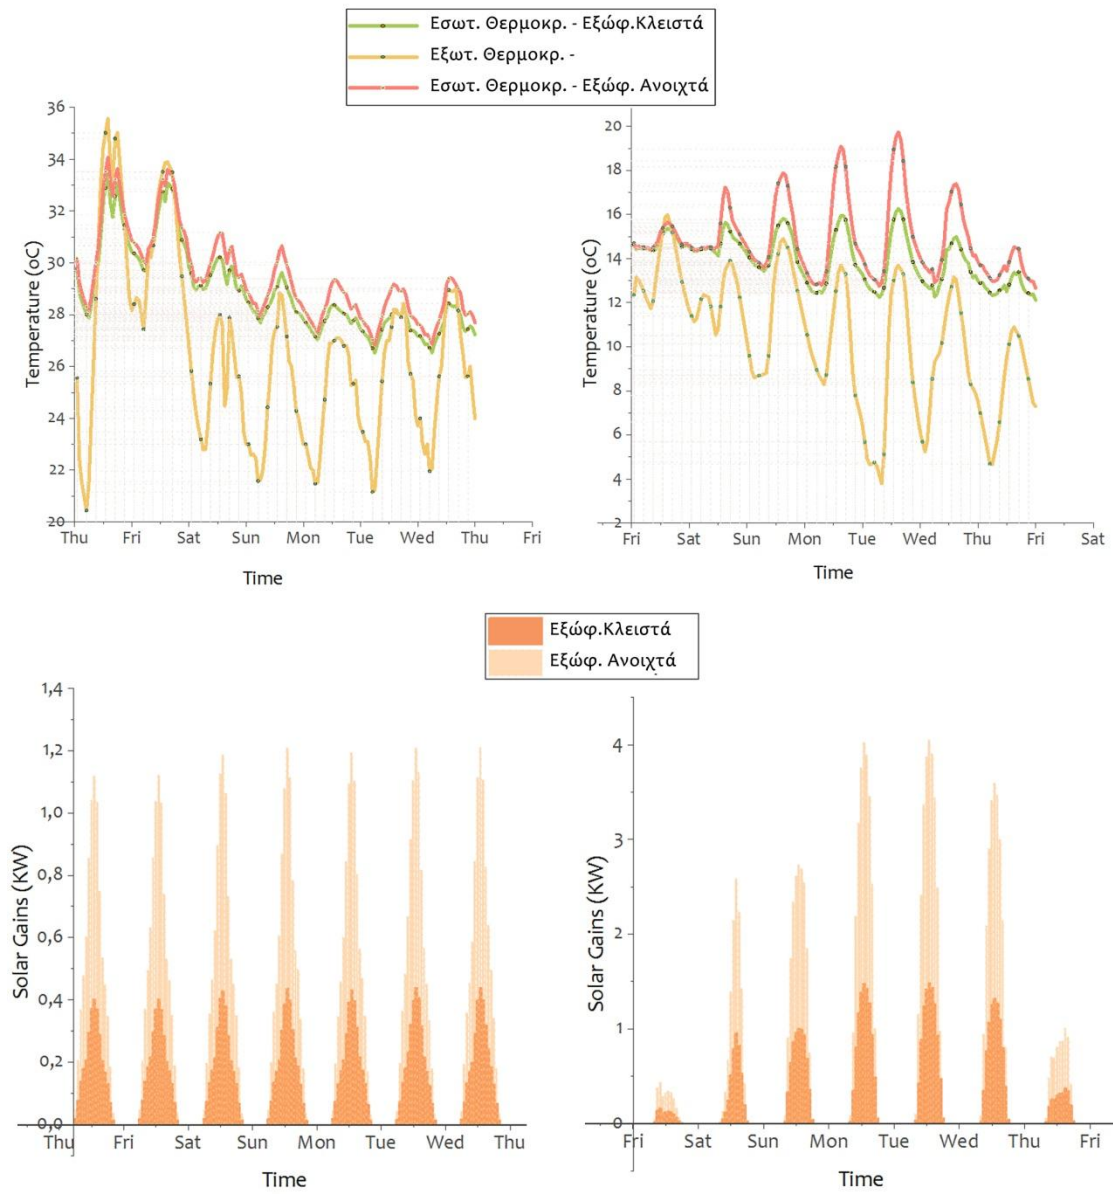 Εσωτ. Θερμοκρ. - Εξώφ.Κλειστά
Εξωτ. Θερμοκρ. -
Εσωτ. Θερμοκρ. - Εξώφ. Ανοιχτά
36
34
32
30
28
26
24
22
20
Temperature (oC)
Thu Fri Sat Sun Mon Tue Wed Thu Fri
Time
20
18
16
14
12
10
8
6
4
2
Temperature (oC)
Fri Sat Sun Mon Tue Wed Thu Fri Sat
Time
Εξώφ.Κλειστά
Εξώφ. Ανοιχτά
1,4
1,2
1,0
0,8
0,6
0,4
0,2
0,0
Solar Gains (KW)
Thu Fri Sat Sun Mon Tue Wed Thu
Time
4
3
2
1
0
Solar Gains (KW)
Fri Sat Sun Mon Tue Wed Thu Fri
Time